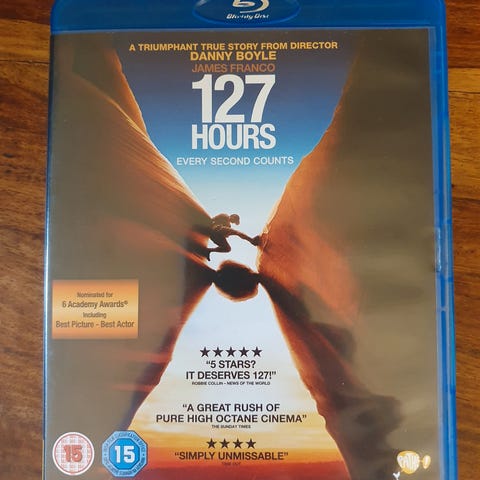 Blu-ray Disc
A TRIUMPHANT TRUE STORY FROM DIRECTOR
DANNY BOYLE
JAMES FRANCO
127
HOURS
EVERY SECOND COUNTS
Nominated for
6 Academy Awards®
including
Best Picture - Best Actor
★★★★★
“5 STARS?
IT DESERVES 127!”
ROBBIE COLLIN - NEWS OF THE WORLD
“A GREAT RUSH OF
PURE HIGH OCTANE CINEMA”
THE SUNDAY TIMES
★★★★
“SIMPLY UNMISSABLE”
TIME OUT
15
15